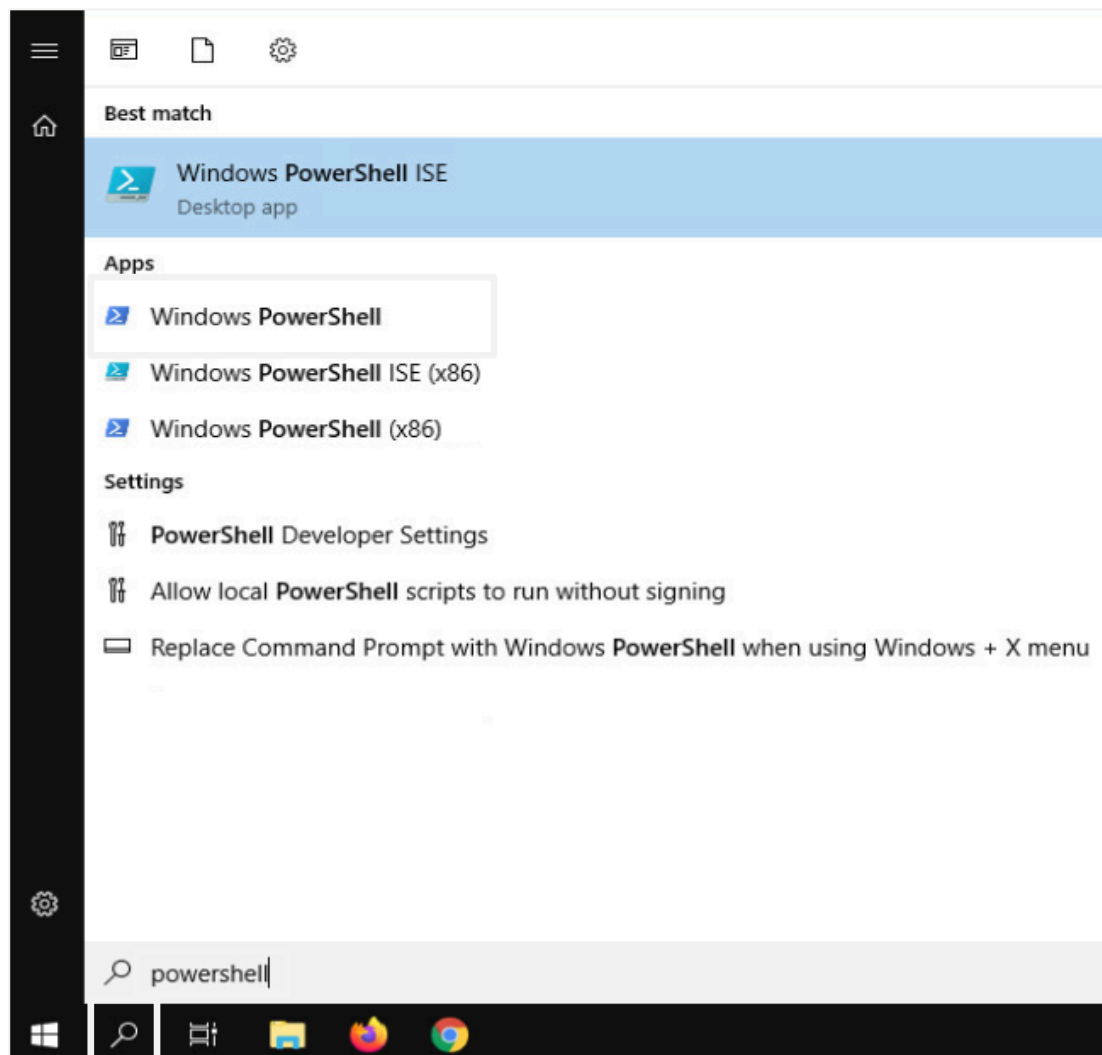 Best match
Windows PowerShell ISE
Desktop app
Apps
Windows PowerShell
Windows PowerShell ISE (x86)
Windows PowerShell (x86)
Settings
PowerShell Developer Settings
Allow local PowerShell scripts to run without signing
Replace Command Prompt with Windows PowerShell when using Windows + X menu
powershell